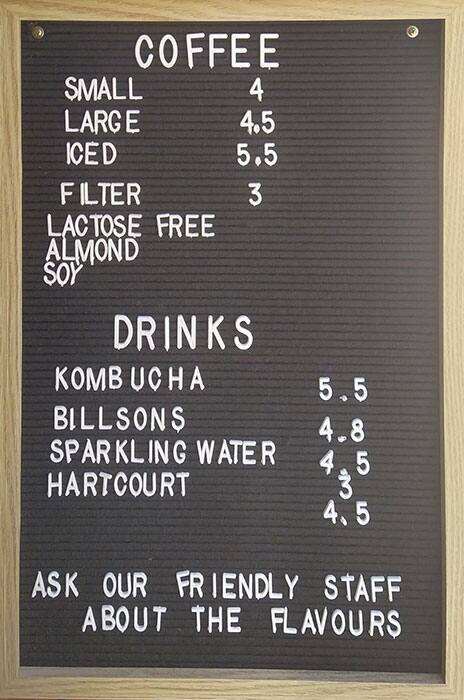 COFFEE
SMALL 4
LARGE 4.5
ICED 5.5
FILTER 3
LACTOSE FREE
ALMOND
SOY
DRINKS
KOMBUCHA 5.5
BILLSONS 4.8
SPARKLING WATER 4.5
HARTCOURT 3
4.5
ASK OUR FRIENDLY STAFF
ABOUT THE FLAVOURS